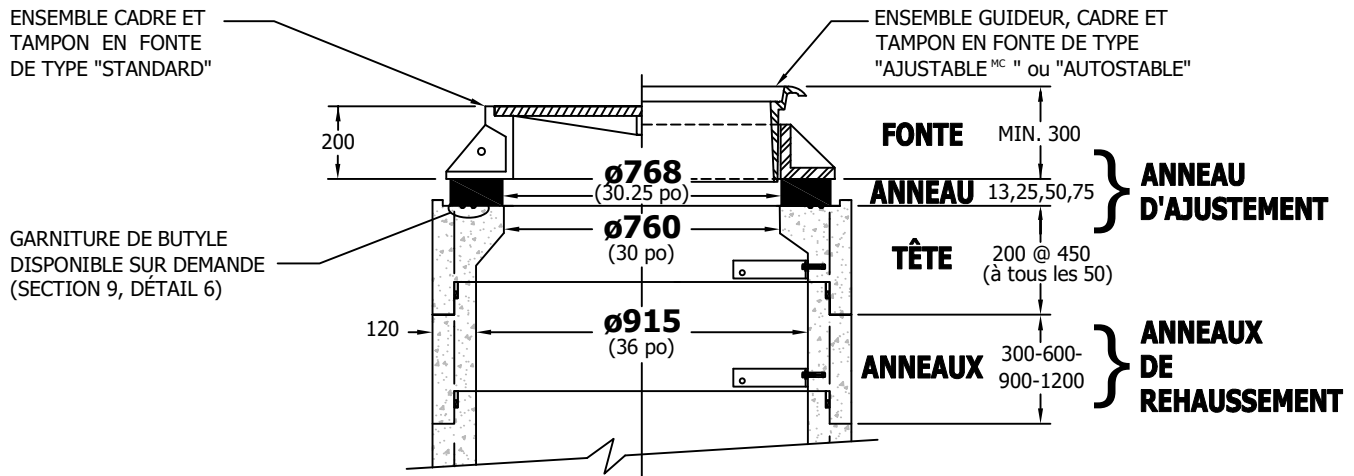 ENSEMBLE CADRE ET
TAMPON EN FONTE
DE TYPE "STANDARD"
ENSEMBLE GUIDEUR, CADRE ET
TAMPON EN FONTE DE TYPE
"AJUSTABLE MC " ou "AUTOSTABLE"
200
FONTE
MIN. 300
ø768
(30.25 po)
ANNEAU
13,25,50,75
ANNEAU
D'AJUSTEMENT
GARNITURE DE BUTYLE
DISPONIBLE SUR DEMANDE
(SECTION 9, DÉTAIL 6)
ø760
(30 po)
TÊTE
200 @ 450
(à tous les 50)
120
ø915
(36 po)
ANNEAUX
300-600-
900-1200
ANNEAUX
DE
REHAUSSEMENT